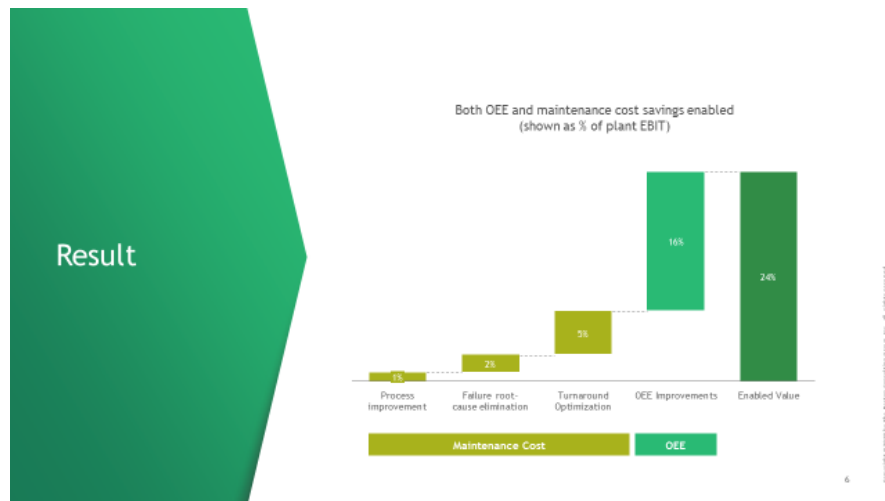 Result
Both OEE and maintenance cost savings enabled
(shown as % of plant EBIT)
1%
2%
5%
16%
24%
Process
improvement
Failure root-
cause elimination
Turnaround
Optimization
OEE Improvements
Enabled Value
Maintenance Cost
OEE
6